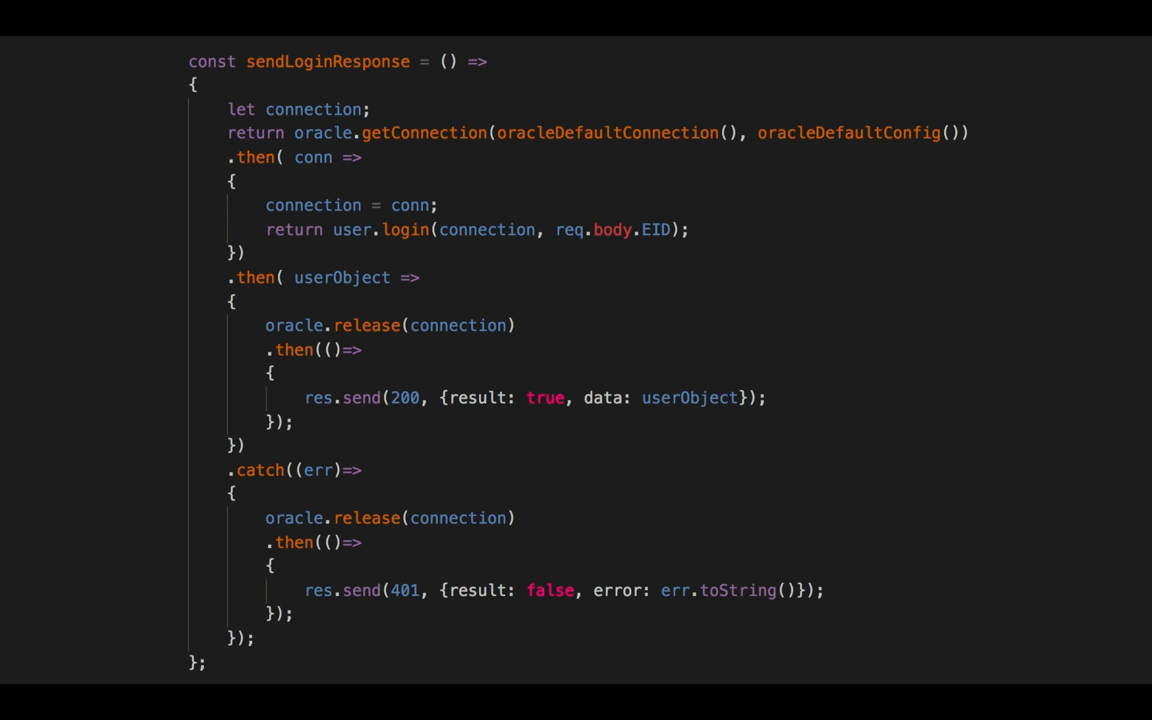 const sendLoginResponse = () =>
{
let connection;
return oracle.getConnection(oracleDefaultConnection(), oracleDefaultConfig())
.then( conn =>
{
connection = conn;
return user.login(connection, req.body.EID);
})
.then( userObject =>
{
oracle.release(connection)
.then(()=>
{
res.send(200, {result: true, data: userObject});
});
})
.catch((err)=>
{
oracle.release(connection)
.then(()=>
{
res.send(401, {result: false, error: err.toString()});
});
});
};